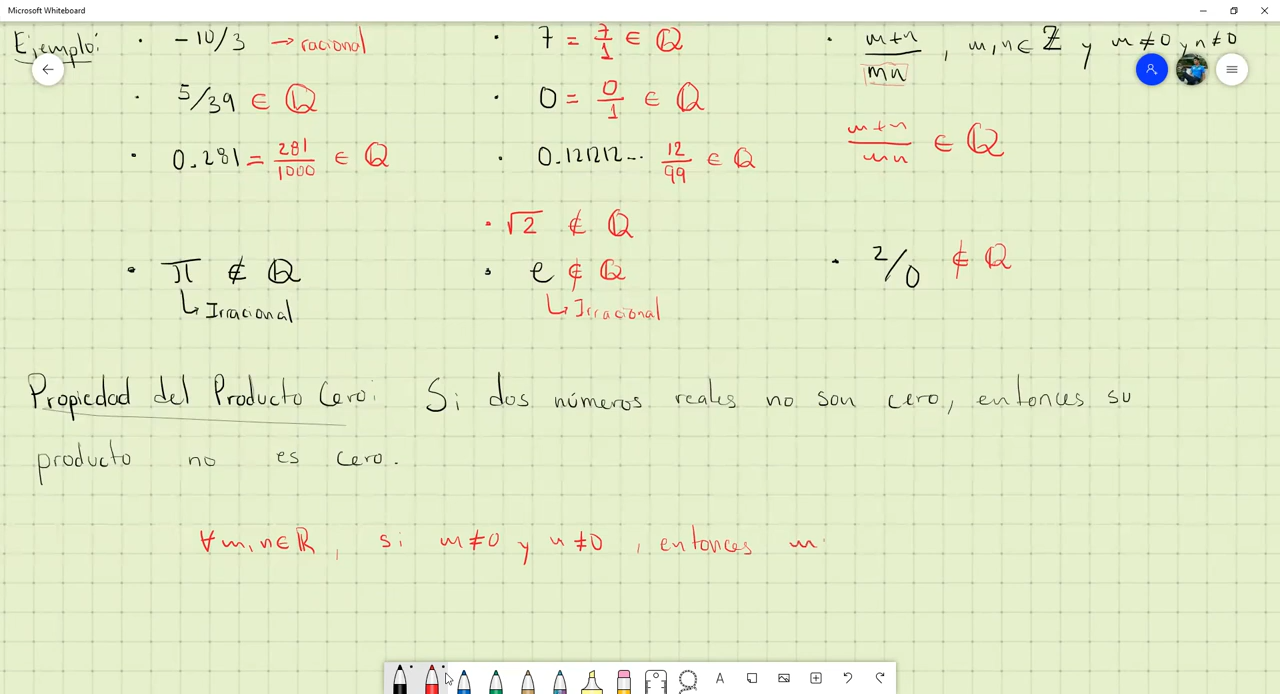 Microsoft Whiteboard
Ejemplo: · -10/3 → racional · 7 = 7/1 ∈ ℚ · m+n/mn , m,n ∈ ℤ y m≠0 y n≠0
· 5/39 ∈ ℚ · 0 = 0/1 ∈ ℚ
m+n/mn ∈ ℚ
· 0.281 = 281/1000 ∈ ℚ · 0.121212... 12/99 ∈ ℚ
· √2 ∉ ℚ
· π ∉ ℚ · e ∉ ℚ · 2/0 ∉ ℚ
↳ Irracional ↳ Irracional
Propiedad del Producto Cero: Si dos números reales no son cero, entonces su
producto no es cero.
∀ m,n ∈ ℝ, si m≠0 y n≠0, entonces m
A